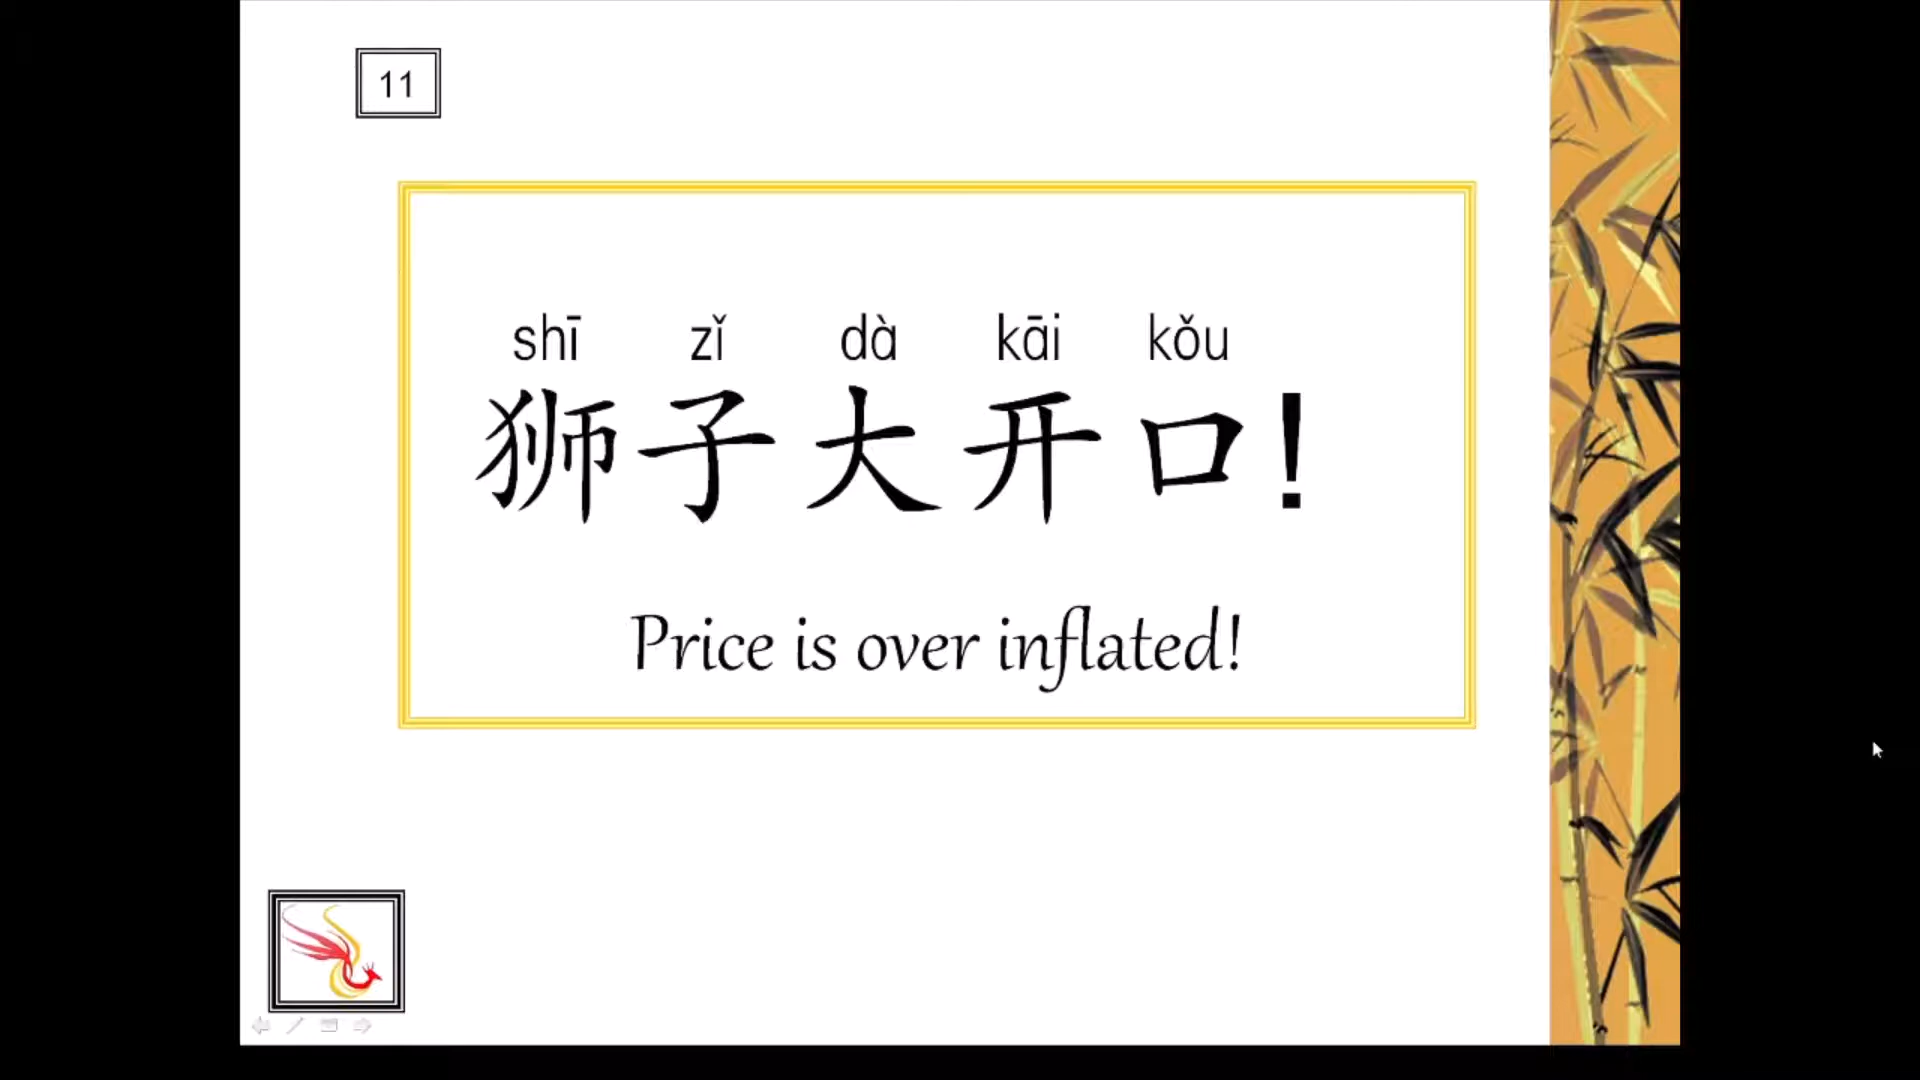 11
shī zǐ dà kāi kǒu
狮子大开口!
Price is over inflated!